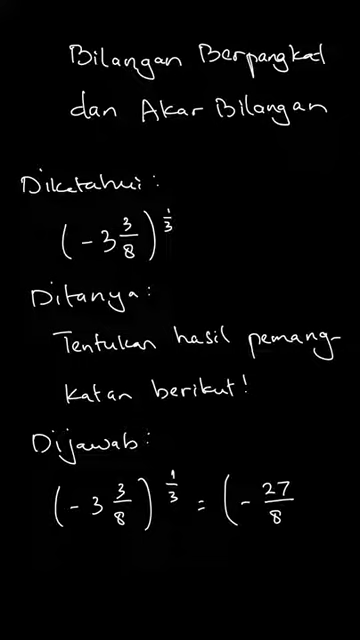 Bilangan Berpangkat
dan Akar Bilangan
Diketahui:
(-3 3/8)^(1/3)
Ditanya:
Tentukan hasil pemang-
katan berikut!
Dijawab:
(-3 3/8)^(1/3) = (-27/8